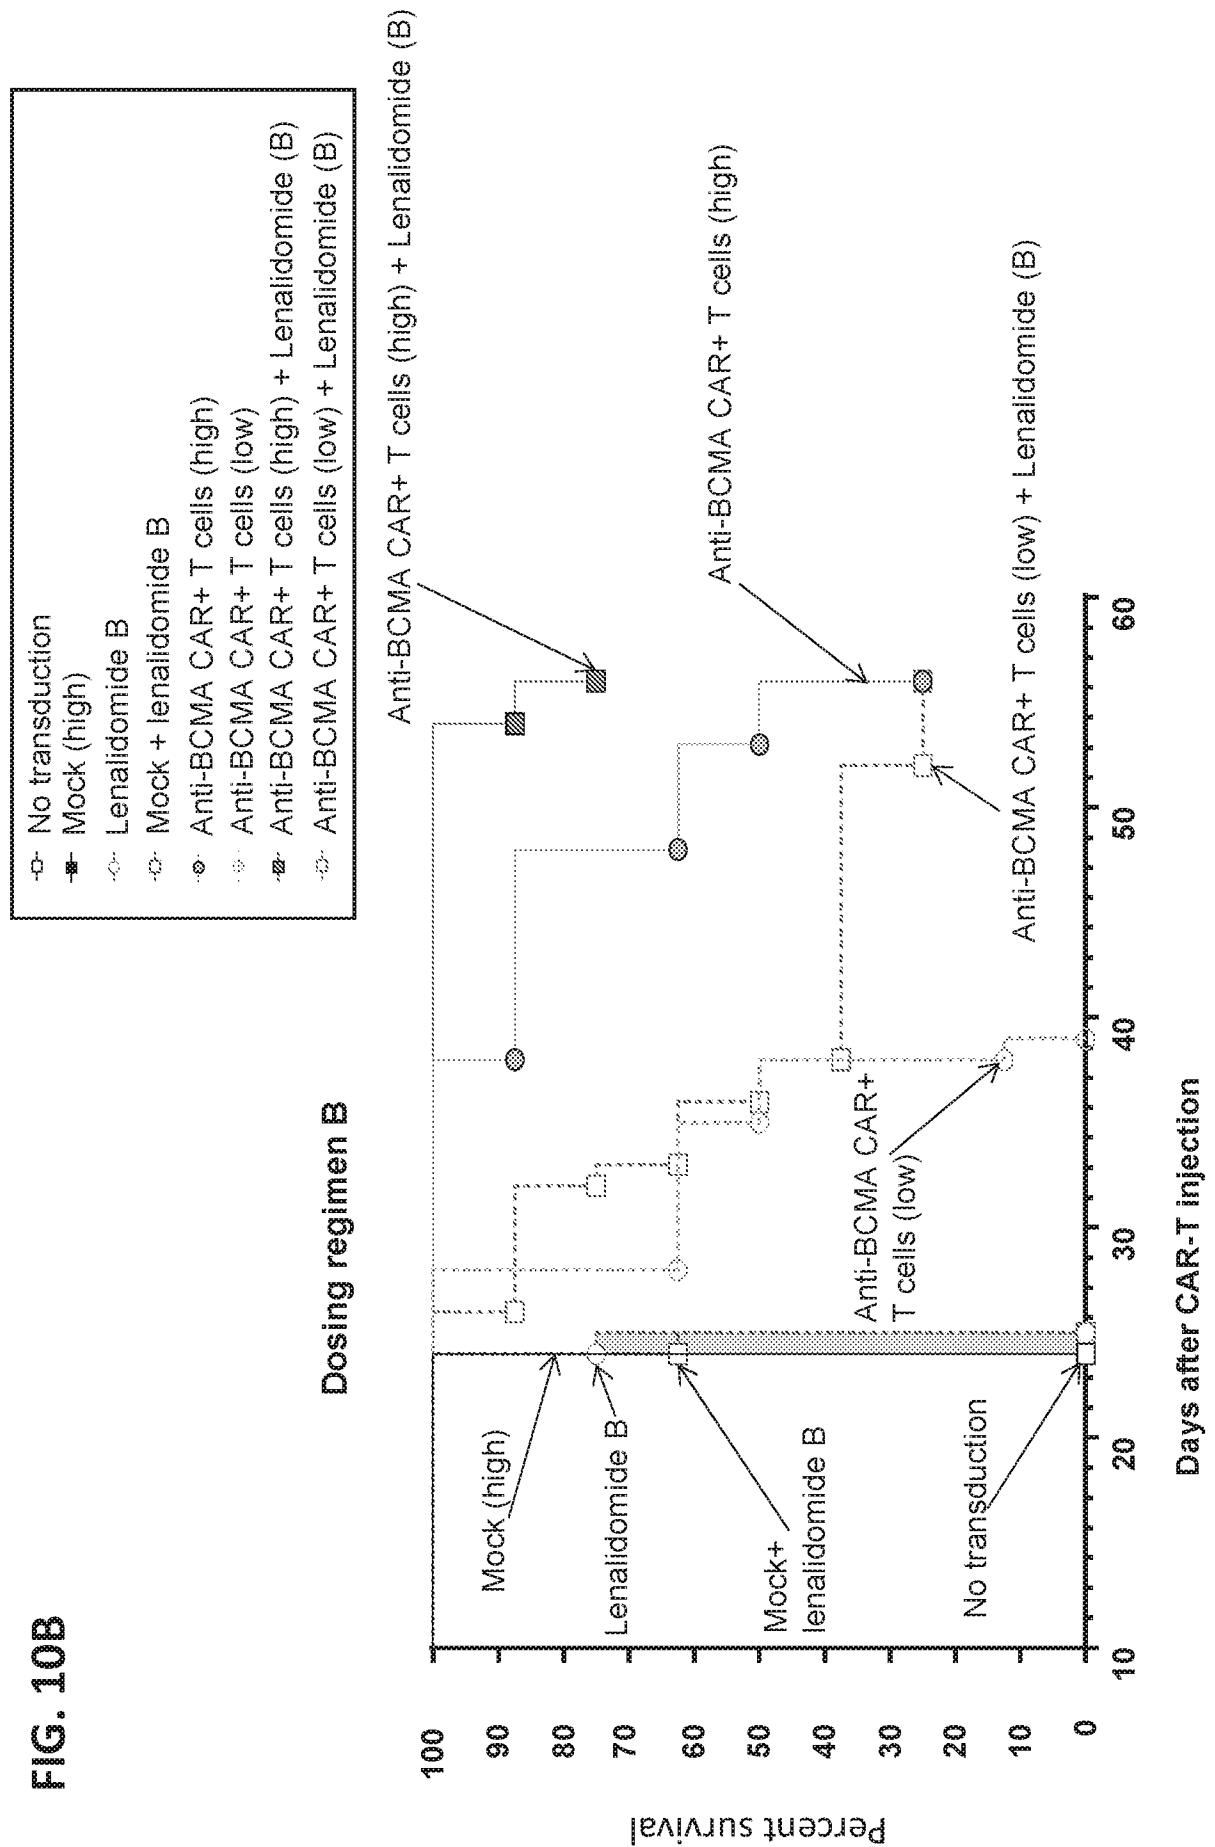 FIG. 10B
Dosing regimen B
No transduction
Mock (high)
Lenalidomide B
Mock + lenalidomide B
Anti-BCMA CAR+ T cells (high)
Anti-BCMA CAR+ T cells (low)
Anti-BCMA CAR+ T cells (high) + Lenalidomide (B)
Anti-BCMA CAR+ T cells (low) + Lenalidomide (B)
Percent survival
100
90
80
70
60
50
40
30
20
10
0
Mock (high)
Lenalidomide B
Mock+
lenalidomide B
No transduction
Anti-BCMA CAR+
T cells (low)
Anti-BCMA CAR+ T cells (high) + Lenalidomide (B)
Anti-BCMA CAR+ T cells (high)
Anti-BCMA CAR+ T cells (low) + Lenalidomide (B)
10
20
30
40
50
60
Days after CAR-T injection